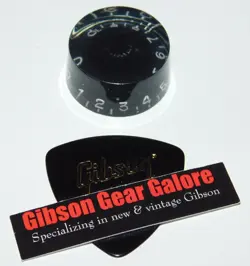 Gibson
Gibson Gear Galore
Specializing in new & vintage Gibson